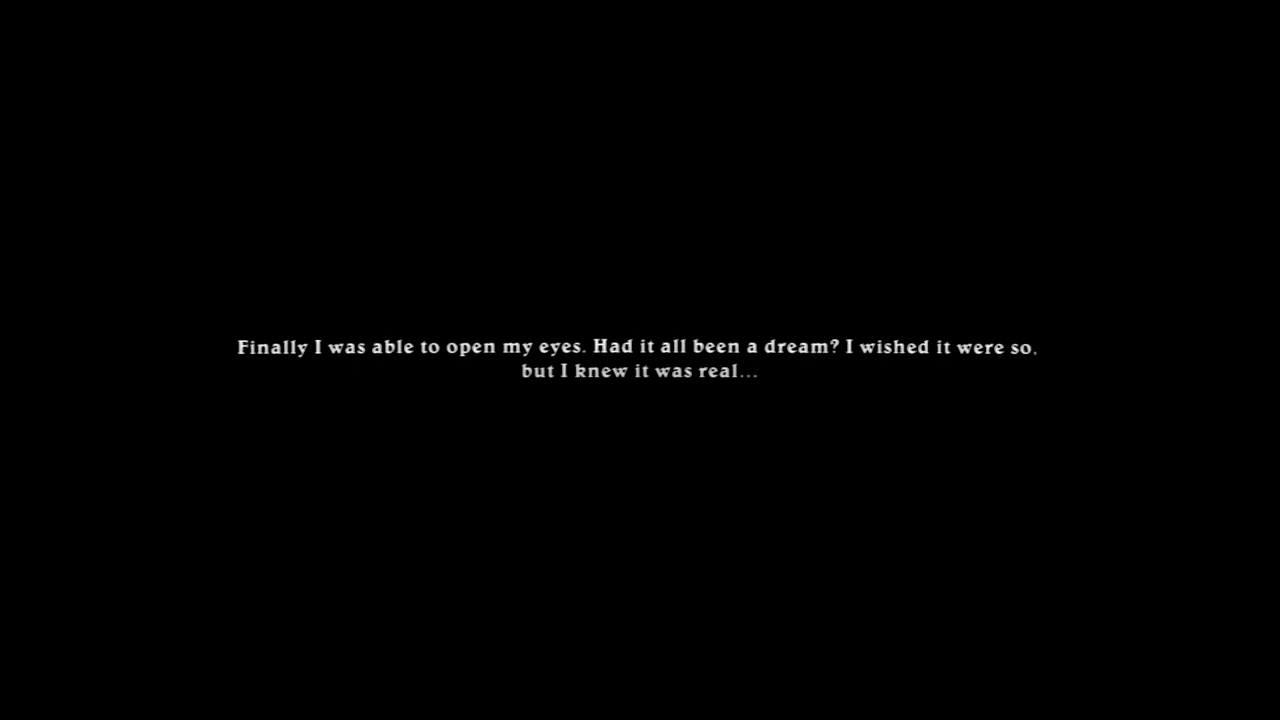 Finally I was able to open my eyes. Had it all been a dream? I wished it were so,
but I knew it was real...